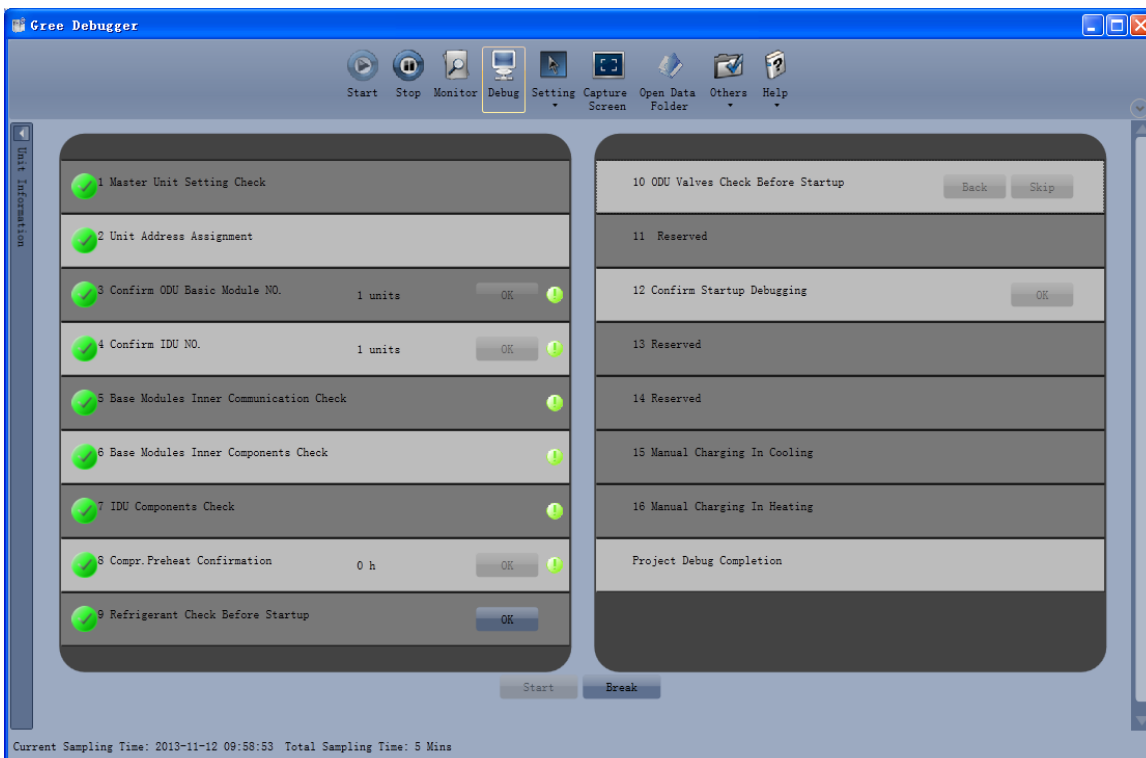 Gree Debugger
Start Stop Monitor Debug Setting Capture Screen Open Data Folder Others Help
Unit Information
1 Master Unit Setting Check
2 Unit Address Assignment
3 Confirm ODU Basic Module NO. 1 units OK
4 Confirm IDU NO. 1 units OK
5 Base Modules Inner Communication Check
6 Base Modules Inner Components Check
7 IDU Components Check
8 Compr.Preheat Confirmation 0 h OK
9 Refrigerant Check Before Startup OK
10 ODU Valves Check Before Startup Back Skip
11 Reserved
12 Confirm Startup Debugging OK
13 Reserved
14 Reserved
15 Manual Charging In Cooling
16 Manual Charging In Heating
Project Debug Completion
Start Break
Current Sampling Time: 2013-11-12 09:58:53 Total Sampling Time: 5 Mins